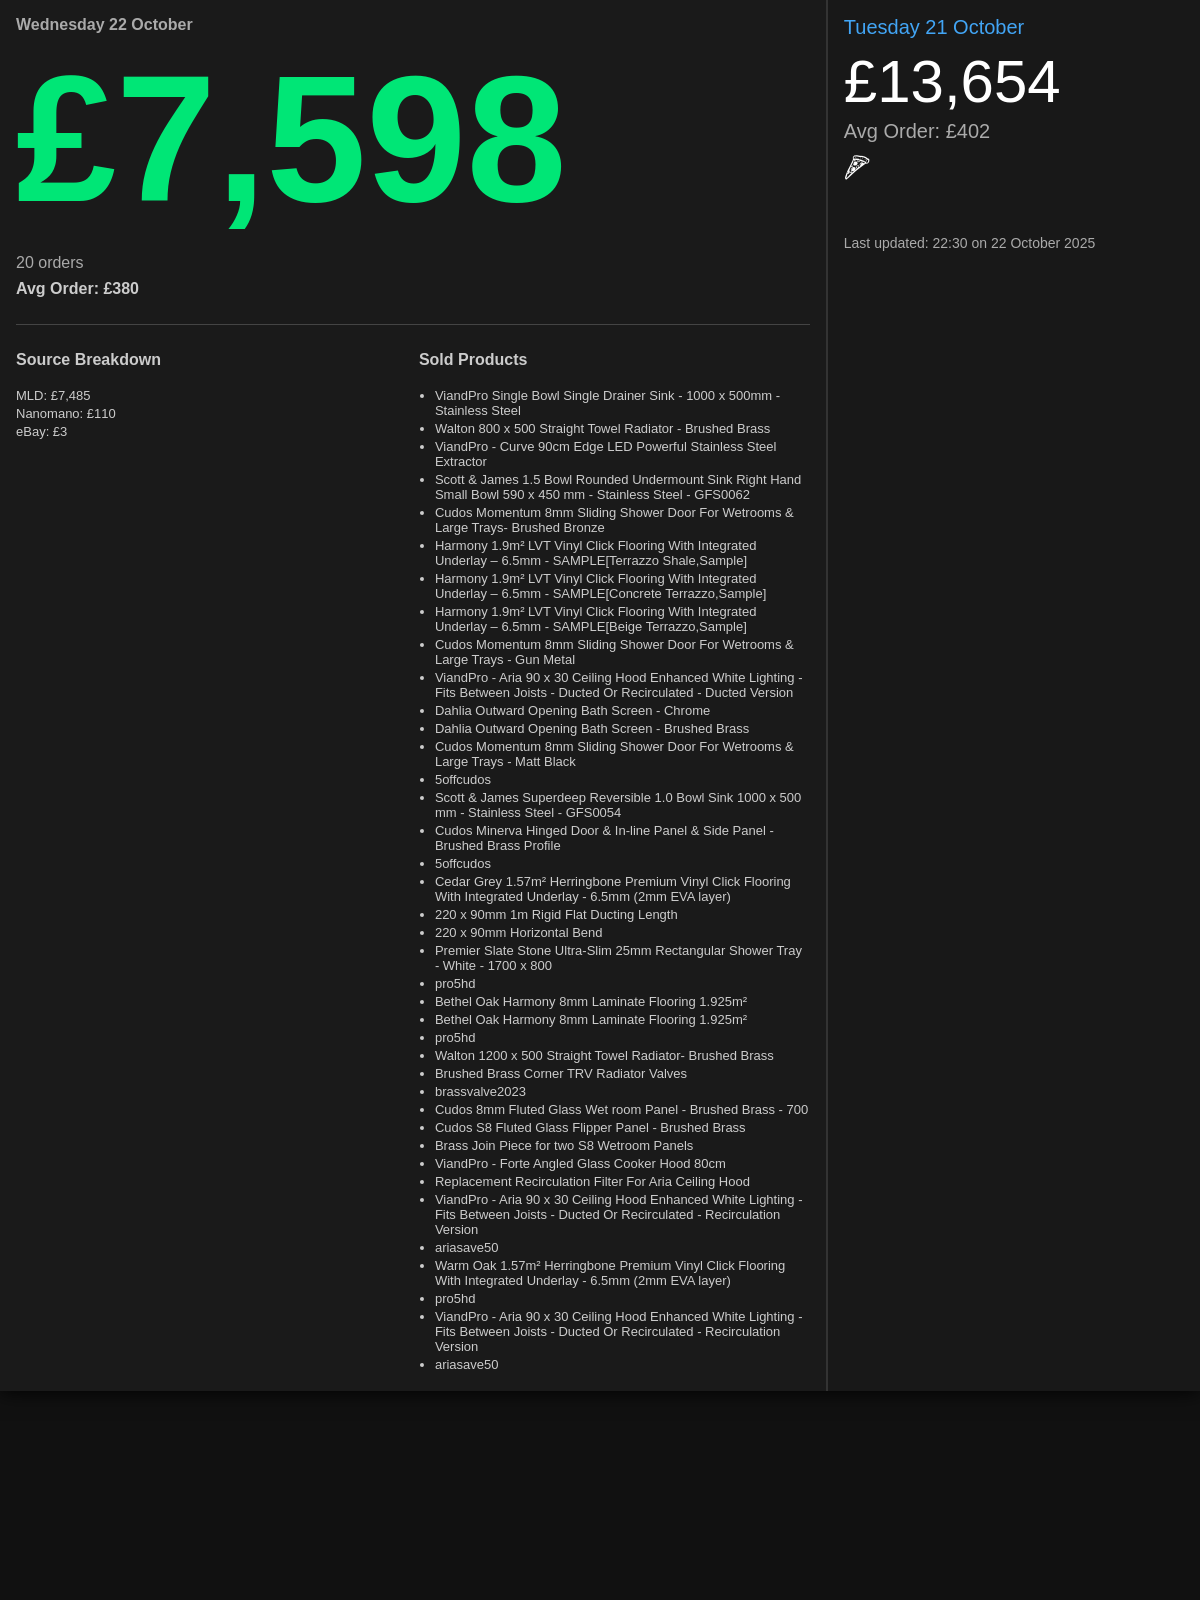 Wednesday 22 October
£7,598
20 orders
Avg Order: £380
Source Breakdown
MLD: £7,485
Nanomano: £110
eBay: £3
Sold Products
ViandPro Single Bowl Single Drainer Sink - 1000 x 500mm -
Stainless Steel
Walton 800 x 500 Straight Towel Radiator - Brushed Brass
ViandPro - Curve 90cm Edge LED Powerful Stainless Steel
Extractor
Scott & James 1.5 Bowl Rounded Undermount Sink Right Hand
Small Bowl 590 x 450 mm - Stainless Steel - GFS0062
Cudos Momentum 8mm Sliding Shower Door For Wetrooms &
Large Trays- Brushed Bronze
Harmony 1.9m² LVT Vinyl Click Flooring With Integrated
Underlay – 6.5mm - SAMPLE[Terrazzo Shale,Sample]
Harmony 1.9m² LVT Vinyl Click Flooring With Integrated
Underlay – 6.5mm - SAMPLE[Concrete Terrazzo,Sample]
Harmony 1.9m² LVT Vinyl Click Flooring With Integrated
Underlay – 6.5mm - SAMPLE[Beige Terrazzo,Sample]
Cudos Momentum 8mm Sliding Shower Door For Wetrooms &
Large Trays - Gun Metal
ViandPro - Aria 90 x 30 Ceiling Hood Enhanced White Lighting -
Fits Between Joists - Ducted Or Recirculated - Ducted Version
Dahlia Outward Opening Bath Screen - Chrome
Dahlia Outward Opening Bath Screen - Brushed Brass
Cudos Momentum 8mm Sliding Shower Door For Wetrooms &
Large Trays - Matt Black
5offcudos
Scott & James Superdeep Reversible 1.0 Bowl Sink 1000 x 500
mm - Stainless Steel - GFS0054
Cudos Minerva Hinged Door & In-line Panel & Side Panel -
Brushed Brass Profile
5offcudos
Cedar Grey 1.57m² Herringbone Premium Vinyl Click Flooring
With Integrated Underlay - 6.5mm (2mm EVA layer)
220 x 90mm 1m Rigid Flat Ducting Length
220 x 90mm Horizontal Bend
Premier Slate Stone Ultra-Slim 25mm Rectangular Shower Tray
- White - 1700 x 800
pro5hd
Bethel Oak Harmony 8mm Laminate Flooring 1.925m²
Bethel Oak Harmony 8mm Laminate Flooring 1.925m²
pro5hd
Walton 1200 x 500 Straight Towel Radiator- Brushed Brass
Brushed Brass Corner TRV Radiator Valves
brassvalve2023
Cudos 8mm Fluted Glass Wet room Panel - Brushed Brass - 700
Cudos S8 Fluted Glass Flipper Panel - Brushed Brass
Brass Join Piece for two S8 Wetroom Panels
ViandPro - Forte Angled Glass Cooker Hood 80cm
Replacement Recirculation Filter For Aria Ceiling Hood
ViandPro - Aria 90 x 30 Ceiling Hood Enhanced White Lighting -
Fits Between Joists - Ducted Or Recirculated - Recirculation
Version
ariasave50
Warm Oak 1.57m² Herringbone Premium Vinyl Click Flooring
With Integrated Underlay - 6.5mm (2mm EVA layer)
pro5hd
ViandPro - Aria 90 x 30 Ceiling Hood Enhanced White Lighting -
Fits Between Joists - Ducted Or Recirculated - Recirculation
Version
ariasave50
Tuesday 21 October
£13,654
Avg Order: £402
Last updated: 22:30 on 22 October 2025